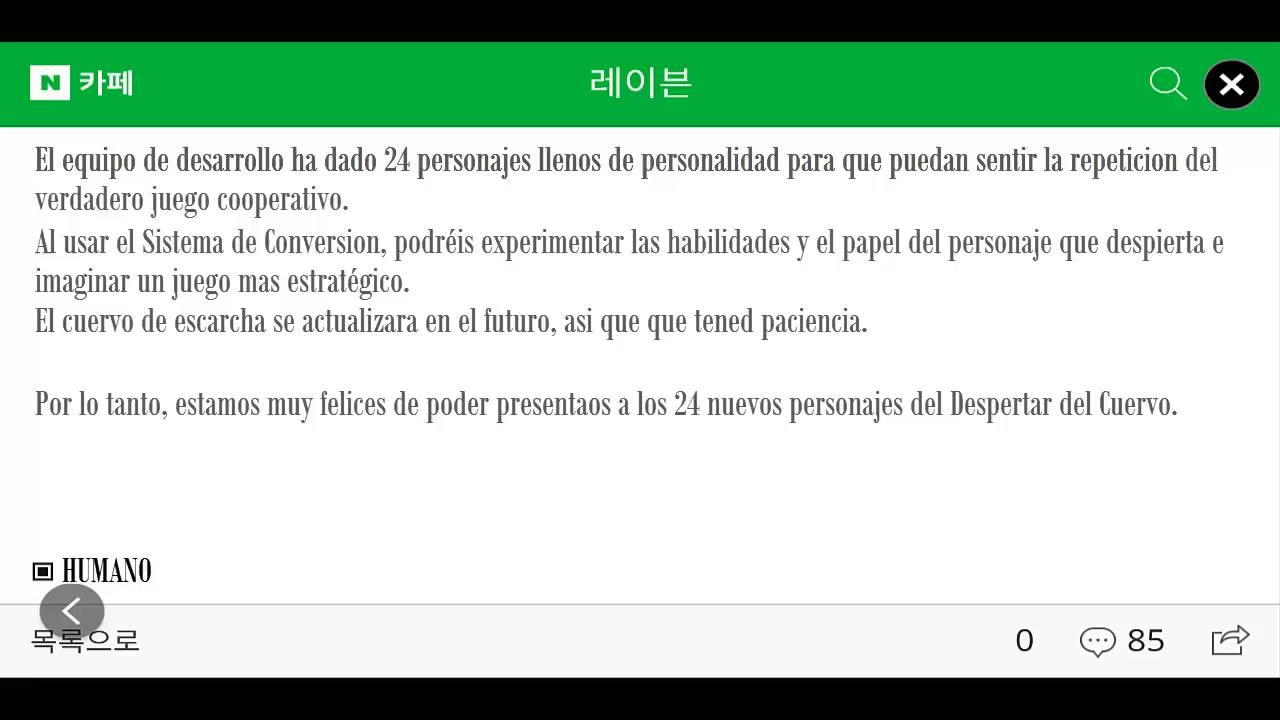 N 카페
레이븐
El equipo de desarrollo ha dado 24 personajes llenos de personalidad para que puedan sentir la repeticion del
verdadero juego cooperativo.
Al usar el Sistema de Conversion, podréis experimentar las habilidades y el papel del personaje que despierta e
imaginar un juego mas estratégico.
El cuervo de escarcha se actualizara en el futuro, asi que que tened paciencia.
Por lo tanto, estamos muy felices de poder presentaos a los 24 nuevos personajes del Despertar del Cuervo.
▣ HUMANO
목록으로
0
85